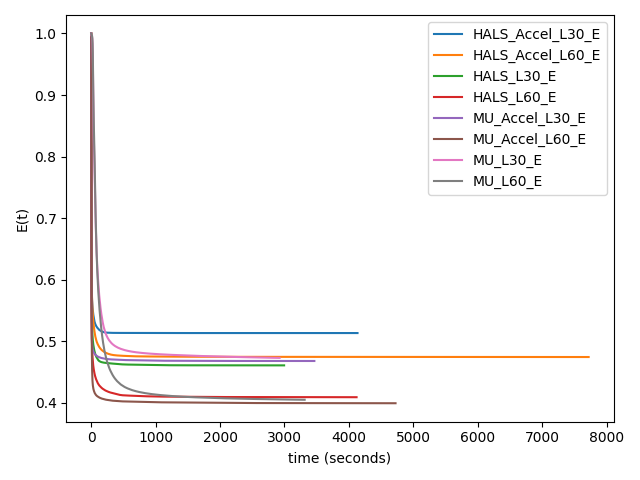 HALS_Accel_L30_E
HALS_Accel_L60_E
HALS_L30_E
HALS_L60_E
MU_Accel_L30_E
MU_Accel_L60_E
MU_L30_E
MU_L60_E
1.0
0.9
0.8
0.7
0.6
0.5
0.4
E(t)
0 1000 2000 3000 4000 5000 6000 7000 8000
time (seconds)